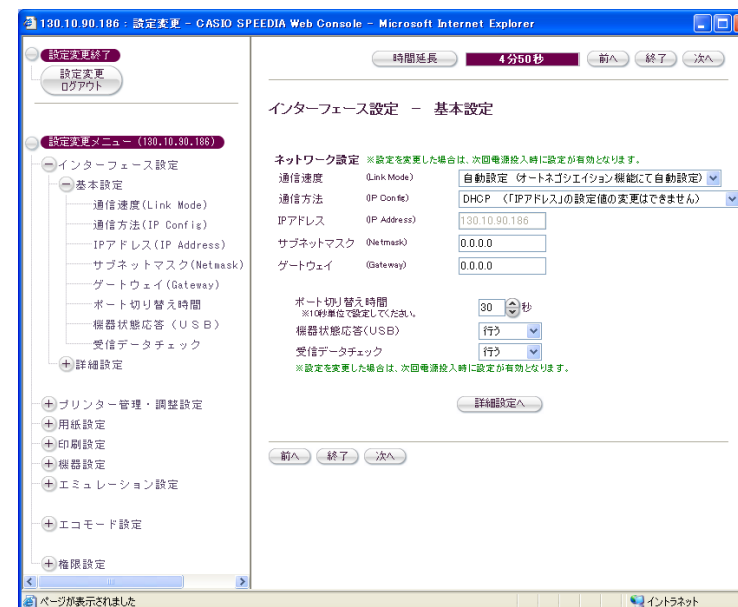 130.10.90.186 : 設定変更 - CASIO SPEEDIA Web Console - Microsoft Internet Explorer
設定変更終了
設定変更
ログアウト
設定変更メニュー (130.10.90.186)
インターフェース設定
基本設定
通信速度(Link Mode)
通信方法(IP Config)
IPアドレス(IP Address)
サブネットマスク(Netmask)
ゲートウェイ(Gateway)
ポート切り替え時間
機器状態応答（ＵＳＢ）
受信データチェック
詳細設定
プリンター管理・調整設定
用紙設定
印刷設定
機器設定
エミュレーション設定
エコモード設定
権限設定
時間延長 4分50秒 前へ 終了 次へ
インターフェース設定 － 基本設定
ネットワーク設定 ※設定を変更した場合は、次回電源投入時に設定が有効となります。
通信速度 (Link Mode) 自動設定（オートネゴシエイション機能にて自動設定）
通信方法 (IP Config) DHCP （「IPアドレス」の設定値の変更はできません）
IPアドレス (IP Address) 130.10.90.186
サブネットマスク (Netmask) 0.0.0.0
ゲートウェイ (Gateway) 0.0.0.0
ポート切り替え時間 30 秒
※10秒単位で設定してください。
機器状態応答(USB) 行う
受信データチェック 行う
※設定を変更した場合は、次回電源投入時に設定が有効となります。
詳細設定へ
前へ 終了 次へ
ページが表示されました イントラネット